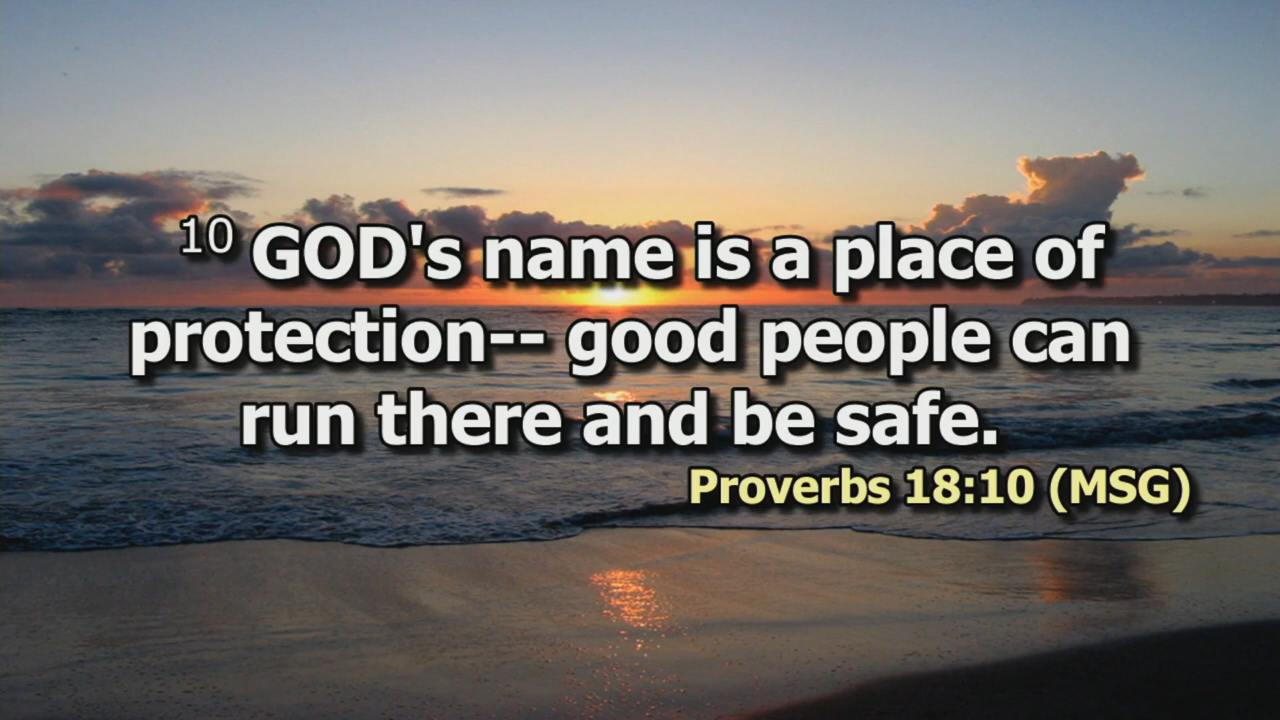 10 GOD's name is a place of
protection-- good people can
run there and be safe.
Proverbs 18:10 (MSG)